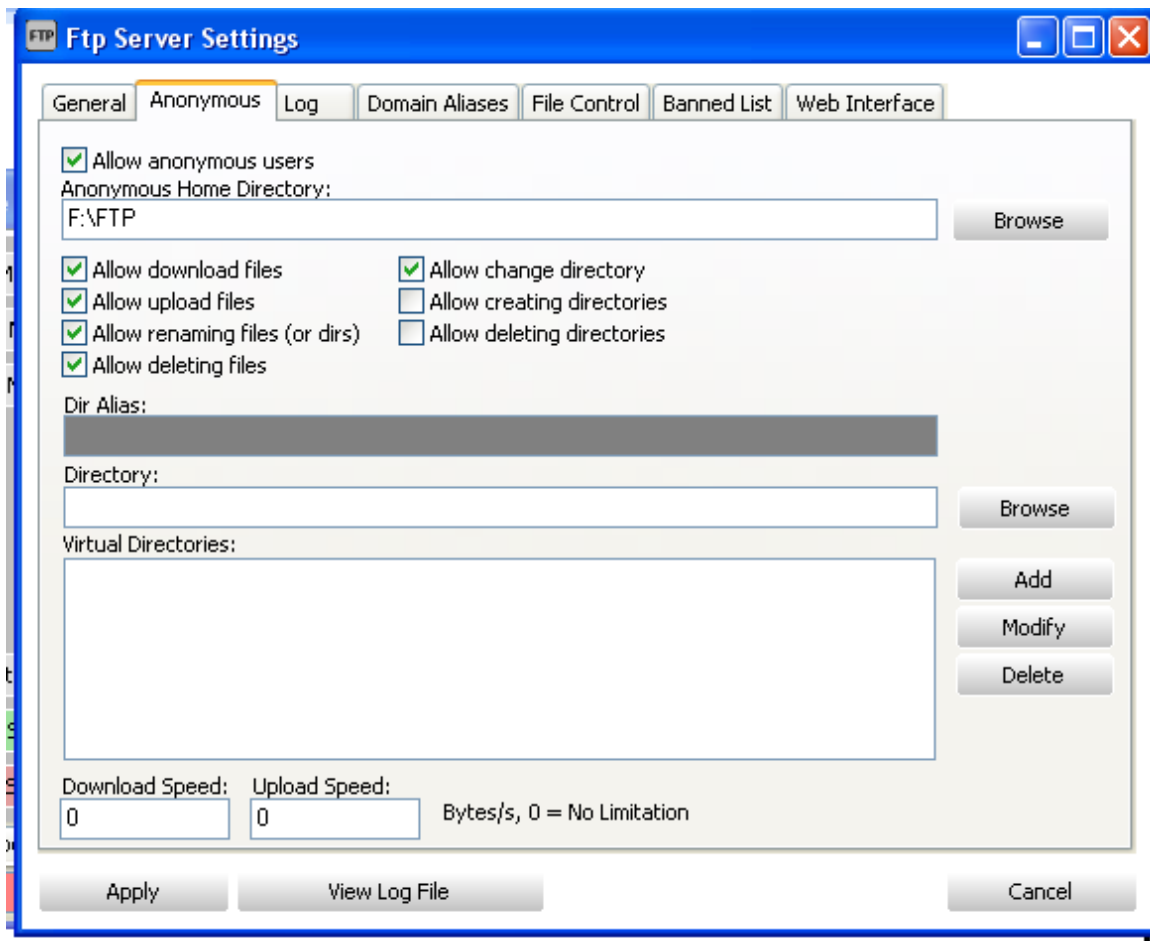 FTP Ftp Server Settings
General Anonymous Log Domain Aliases File Control Banned List Web Interface
Allow anonymous users
Anonymous Home Directory:
F:\FTP Browse
Allow download files Allow change directory
Allow upload files Allow creating directories
Allow renaming files (or dirs) Allow deleting directories
Allow deleting files
Dir Alias:
Directory:
Browse
Virtual Directories:
Add
Modify
Delete
Download Speed: Upload Speed:
0 0 Bytes/s, 0 = No Limitation
Apply View Log File Cancel